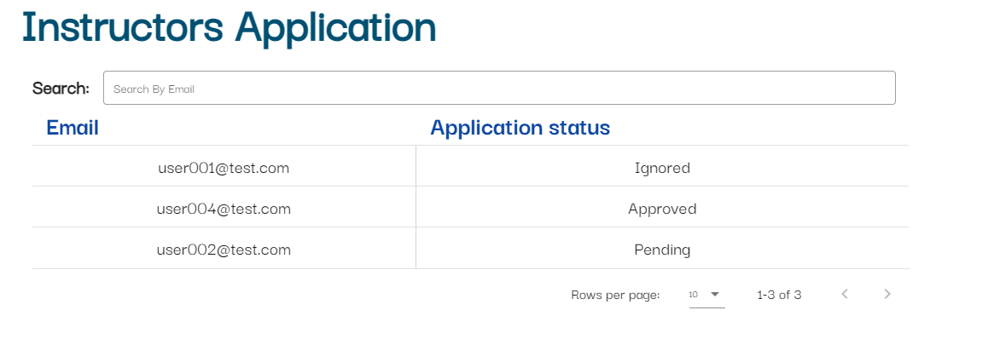 Instructors Application
Search: Search By Email
Email Application status
user001@test.com Ignored
user004@test.com Approved
user002@test.com Pending
Rows per page: 10 1-3 of 3